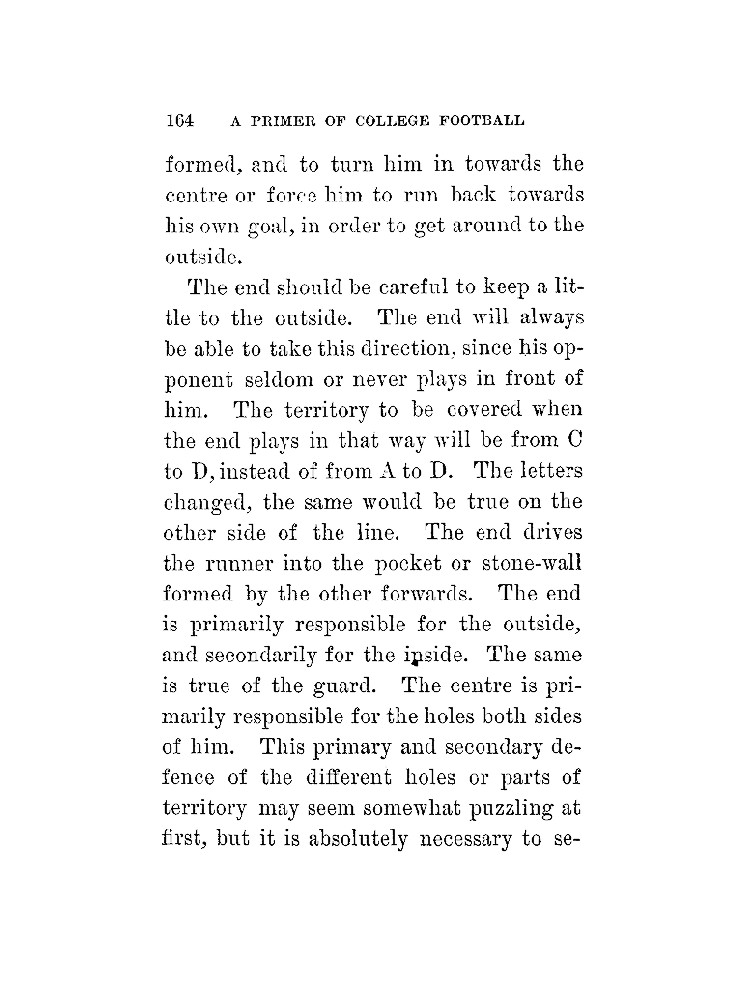 164 A PRIMER OF COLLEGE FOOTBALL
formed, and to turn him in towards the
centre or force him to run back towards
his own goal, in order to get around to the
outside.
The end should be careful to keep a lit-
tle to the outside. The end will always
be able to take this direction, since his op-
ponent seldom or never plays in front of
him. The territory to be covered when
the end plays in that way will be from C
to D, instead of from A to D. The letters
changed, the same would be true on the
other side of the line. The end drives
the runner into the pocket or stone-wall
formed by the other forwards. The end
is primarily responsible for the outside,
and secondarily for the inside. The same
is true of the guard. The centre is pri-
marily responsible for the holes both sides
of him. This primary and secondary de-
fence of the different holes or parts of
territory may seem somewhat puzzling at
first, but it is absolutely necessary to se-